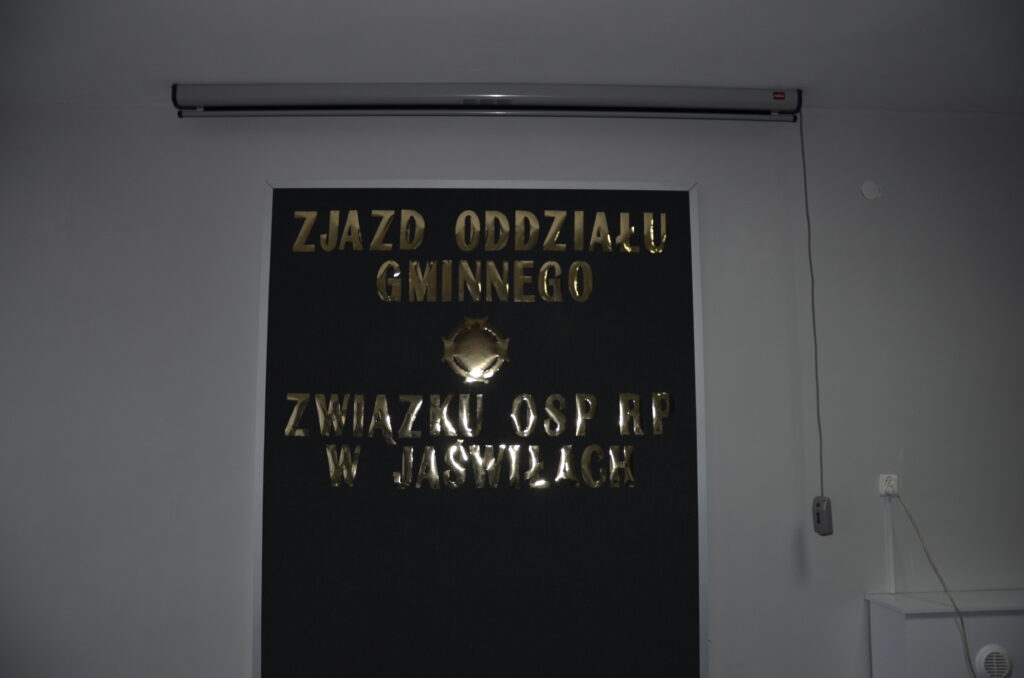 ZJAZD ODDZIAŁU
GMINNEGO
ZWIĄZKU OSP RP
W JAŚWIŁACH